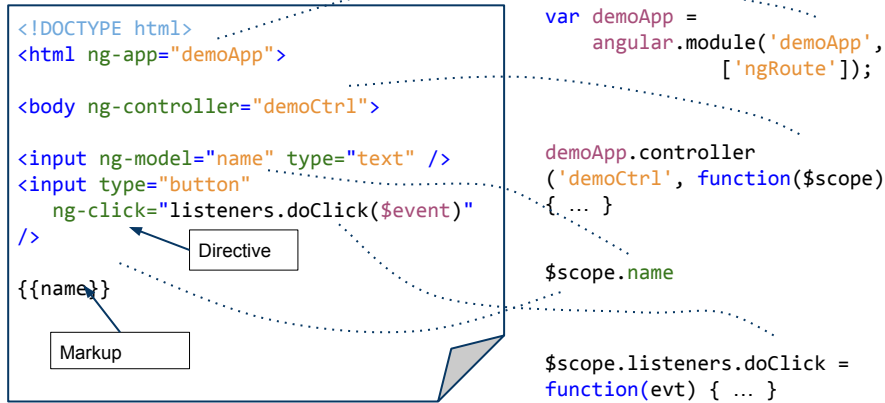 <!DOCTYPE html>
<html ng-app="demoApp">
<body ng-controller="demoCtrl">
<input ng-model="name" type="text" />
<input type="button"
ng-click="listeners.doClick($event)"
/>
Directive
{{name}}
Markup
var demoApp =
angular.module('demoApp',
['ngRoute']);
demoApp.controller
('demoCtrl', function($scope)
{ … }
$scope.name
$scope.listeners.doClick =
function(evt) { … }